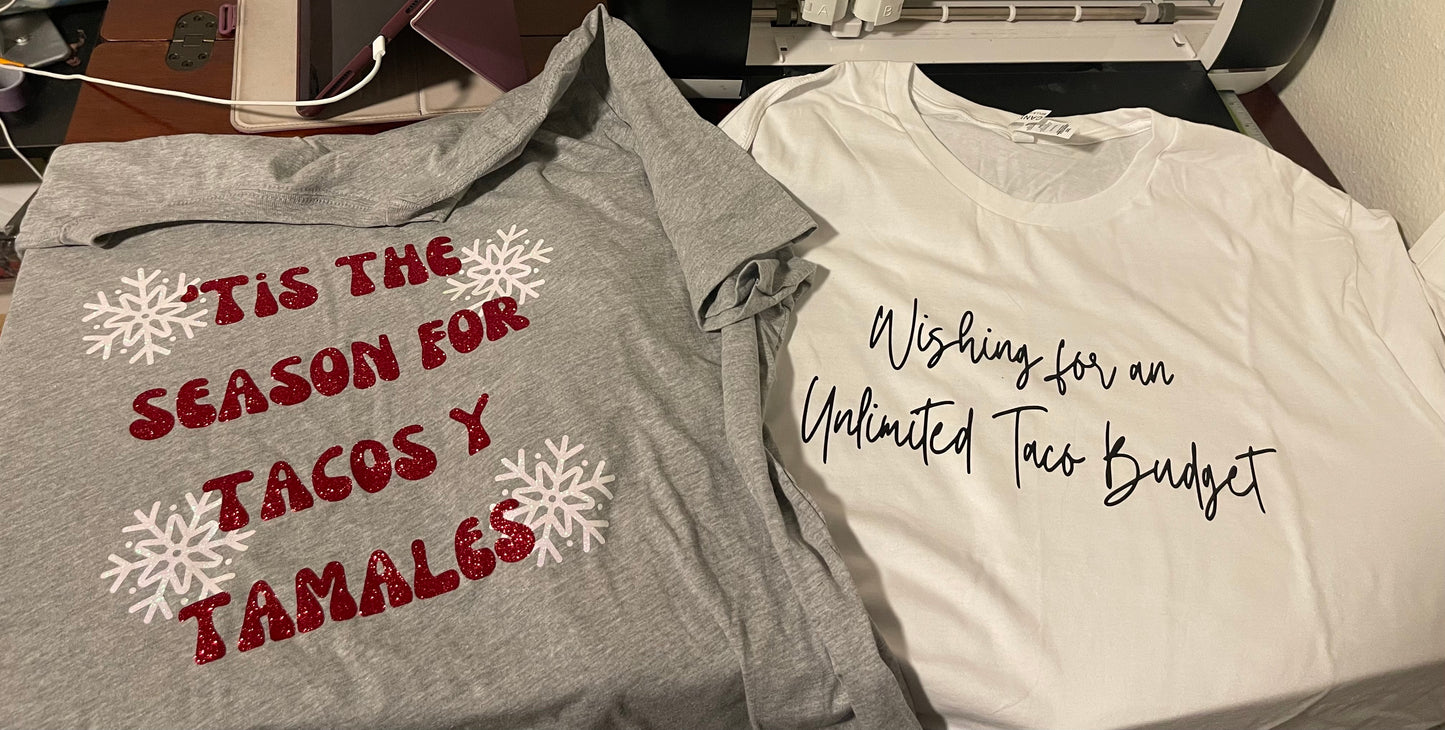 'TiS THE
SEASON FOR
TACOS Y
TAMALES
Wishing for an
Unlimited Taco Budget
A B